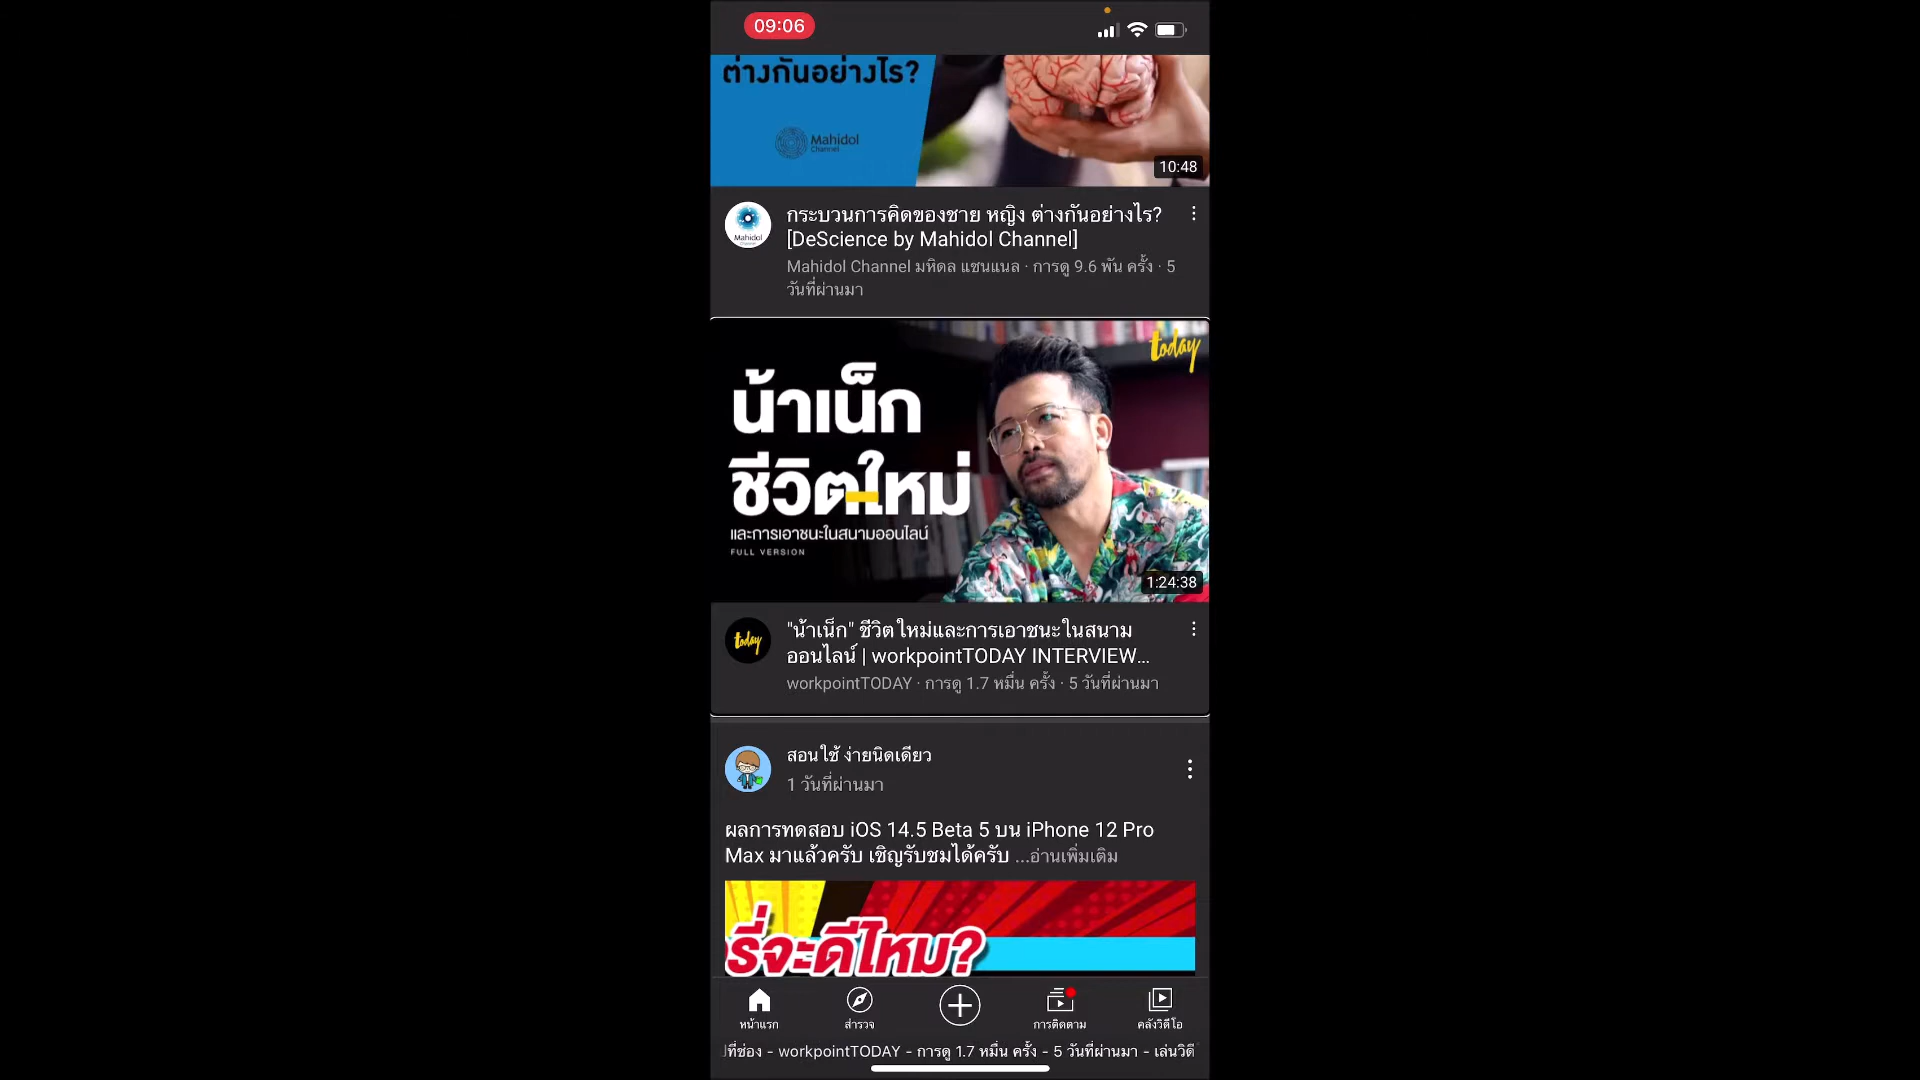 09:06
ต่างกันอย่างไร?
Mahidol
Channel
10:48
Mahidol
กระบวนการคิดของชาย หญิง ต่างกันอย่างไร?
[DeScience by Mahidol Channel]
Mahidol Channel มหิดล แชนแนล · การดู 9.6 พัน ครั้ง · 5
วันที่ผ่านมา
today
น้าเน็ก
ชีวิตใหม่
และการเอาชนะในสนามออนไลน์
FULL VERSION
1:24:38
today
"น้าเน็ก" ชีวิตใหม่และการเอาชนะในสนาม
ออนไลน์ | workpointTODAY INTERVIEW...
workpointTODAY · การดู 1.7 หมื่น ครั้ง · 5 วันที่ผ่านมา
สอนใช้ ง่ายนิดเดียว
1 วันที่ผ่านมา
ผลการทดสอบ iOS 14.5 Beta 5 บน iPhone 12 Pro
Max มาแล้วครับ เชิญรับชมได้ครับ ...อ่านเพิ่มเติม
รี่จะดีไหม?
หน้าแรก
สำรวจ
การติดตาม
คลังวิดีโอ
ที่ช่อง - workpointTODAY - การดู 1.7 หมื่น ครั้ง - 5 วันที่ผ่านมา - เล่นวิดี